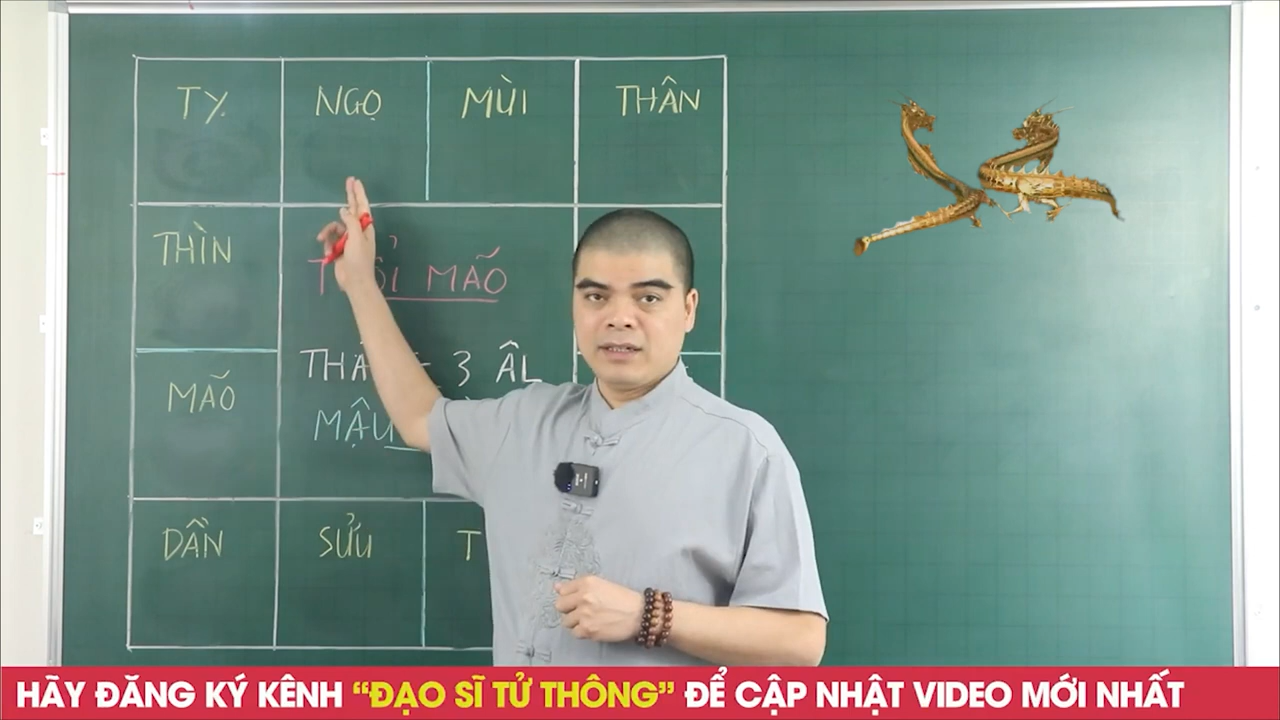 TỴ NGỌ MÙI THÂN
THÌN
MÃO
3 ÂL
MẬU
DẦN SỬU
HÃY ĐĂNG KÝ KÊNH “ĐẠO SĨ TỬ THÔNG” ĐỂ CẬP NHẬT VIDEO MỚI NHẤT